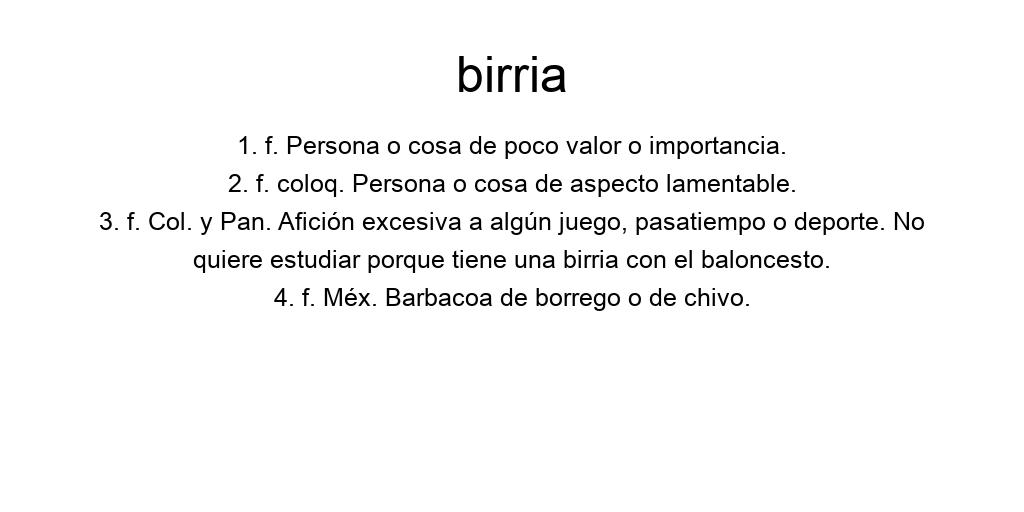 birria
1. f. Persona o cosa de poco valor o importancia.
2. f. coloq. Persona o cosa de aspecto lamentable.
3. f. Col. y Pan. Afición excesiva a algún juego, pasatiempo o deporte. No
quiere estudiar porque tiene una birria con el baloncesto.
4. f. Méx. Barbacoa de borrego o de chivo.